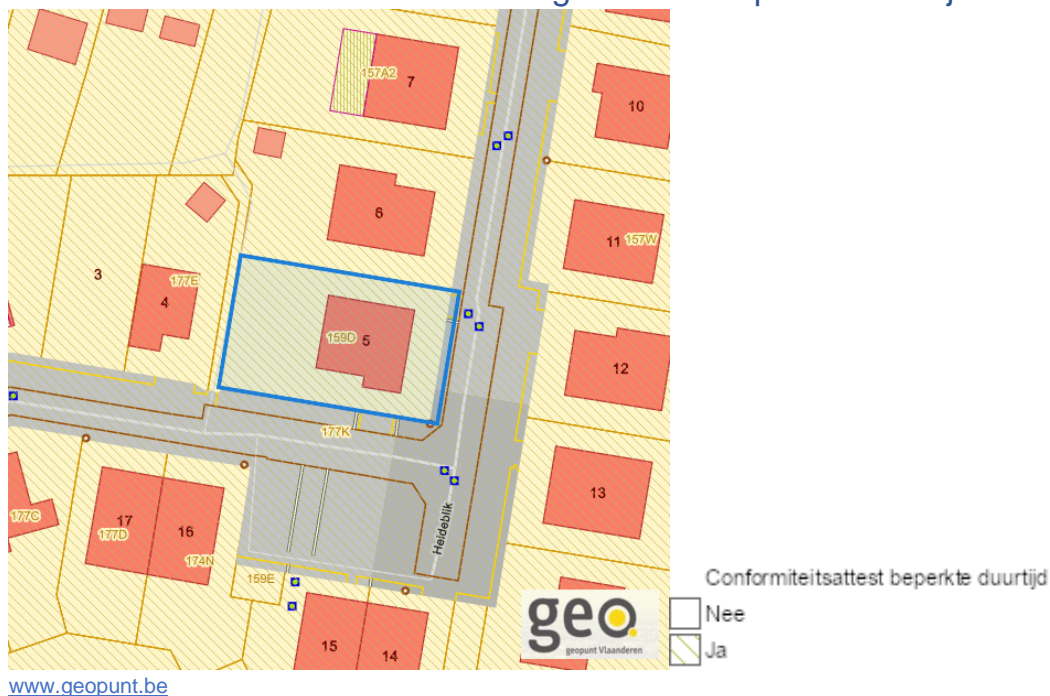 157A2
7
10
6
11 157W
3
177E
4
159D 5
12
177K
13
177C
17
177D
16
174N
Heideblik
159E
15
14
geo.
geopunt Vlaanderen
Conformiteitsattest beperkte duurtijd
Nee
Ja
www.geopunt.be